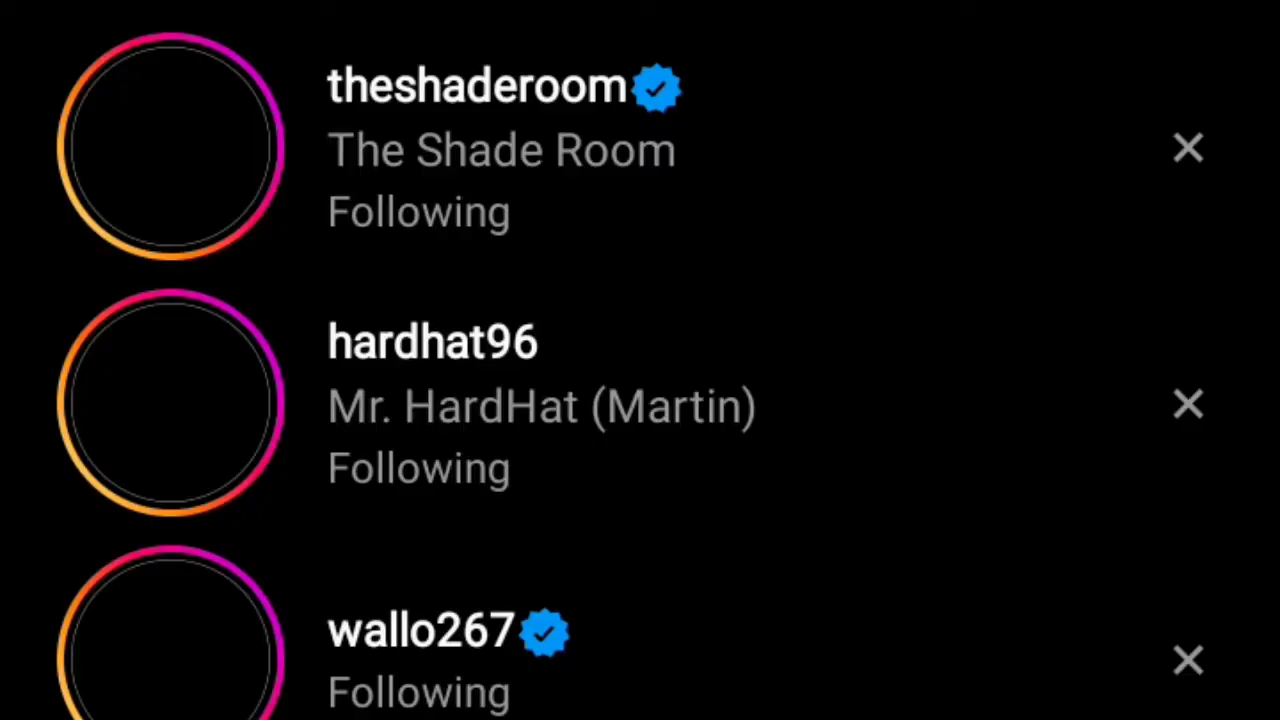 theshaderoom
The Shade Room
Following
hardhat96
Mr. HardHat (Martin)
Following
wallo267
Following